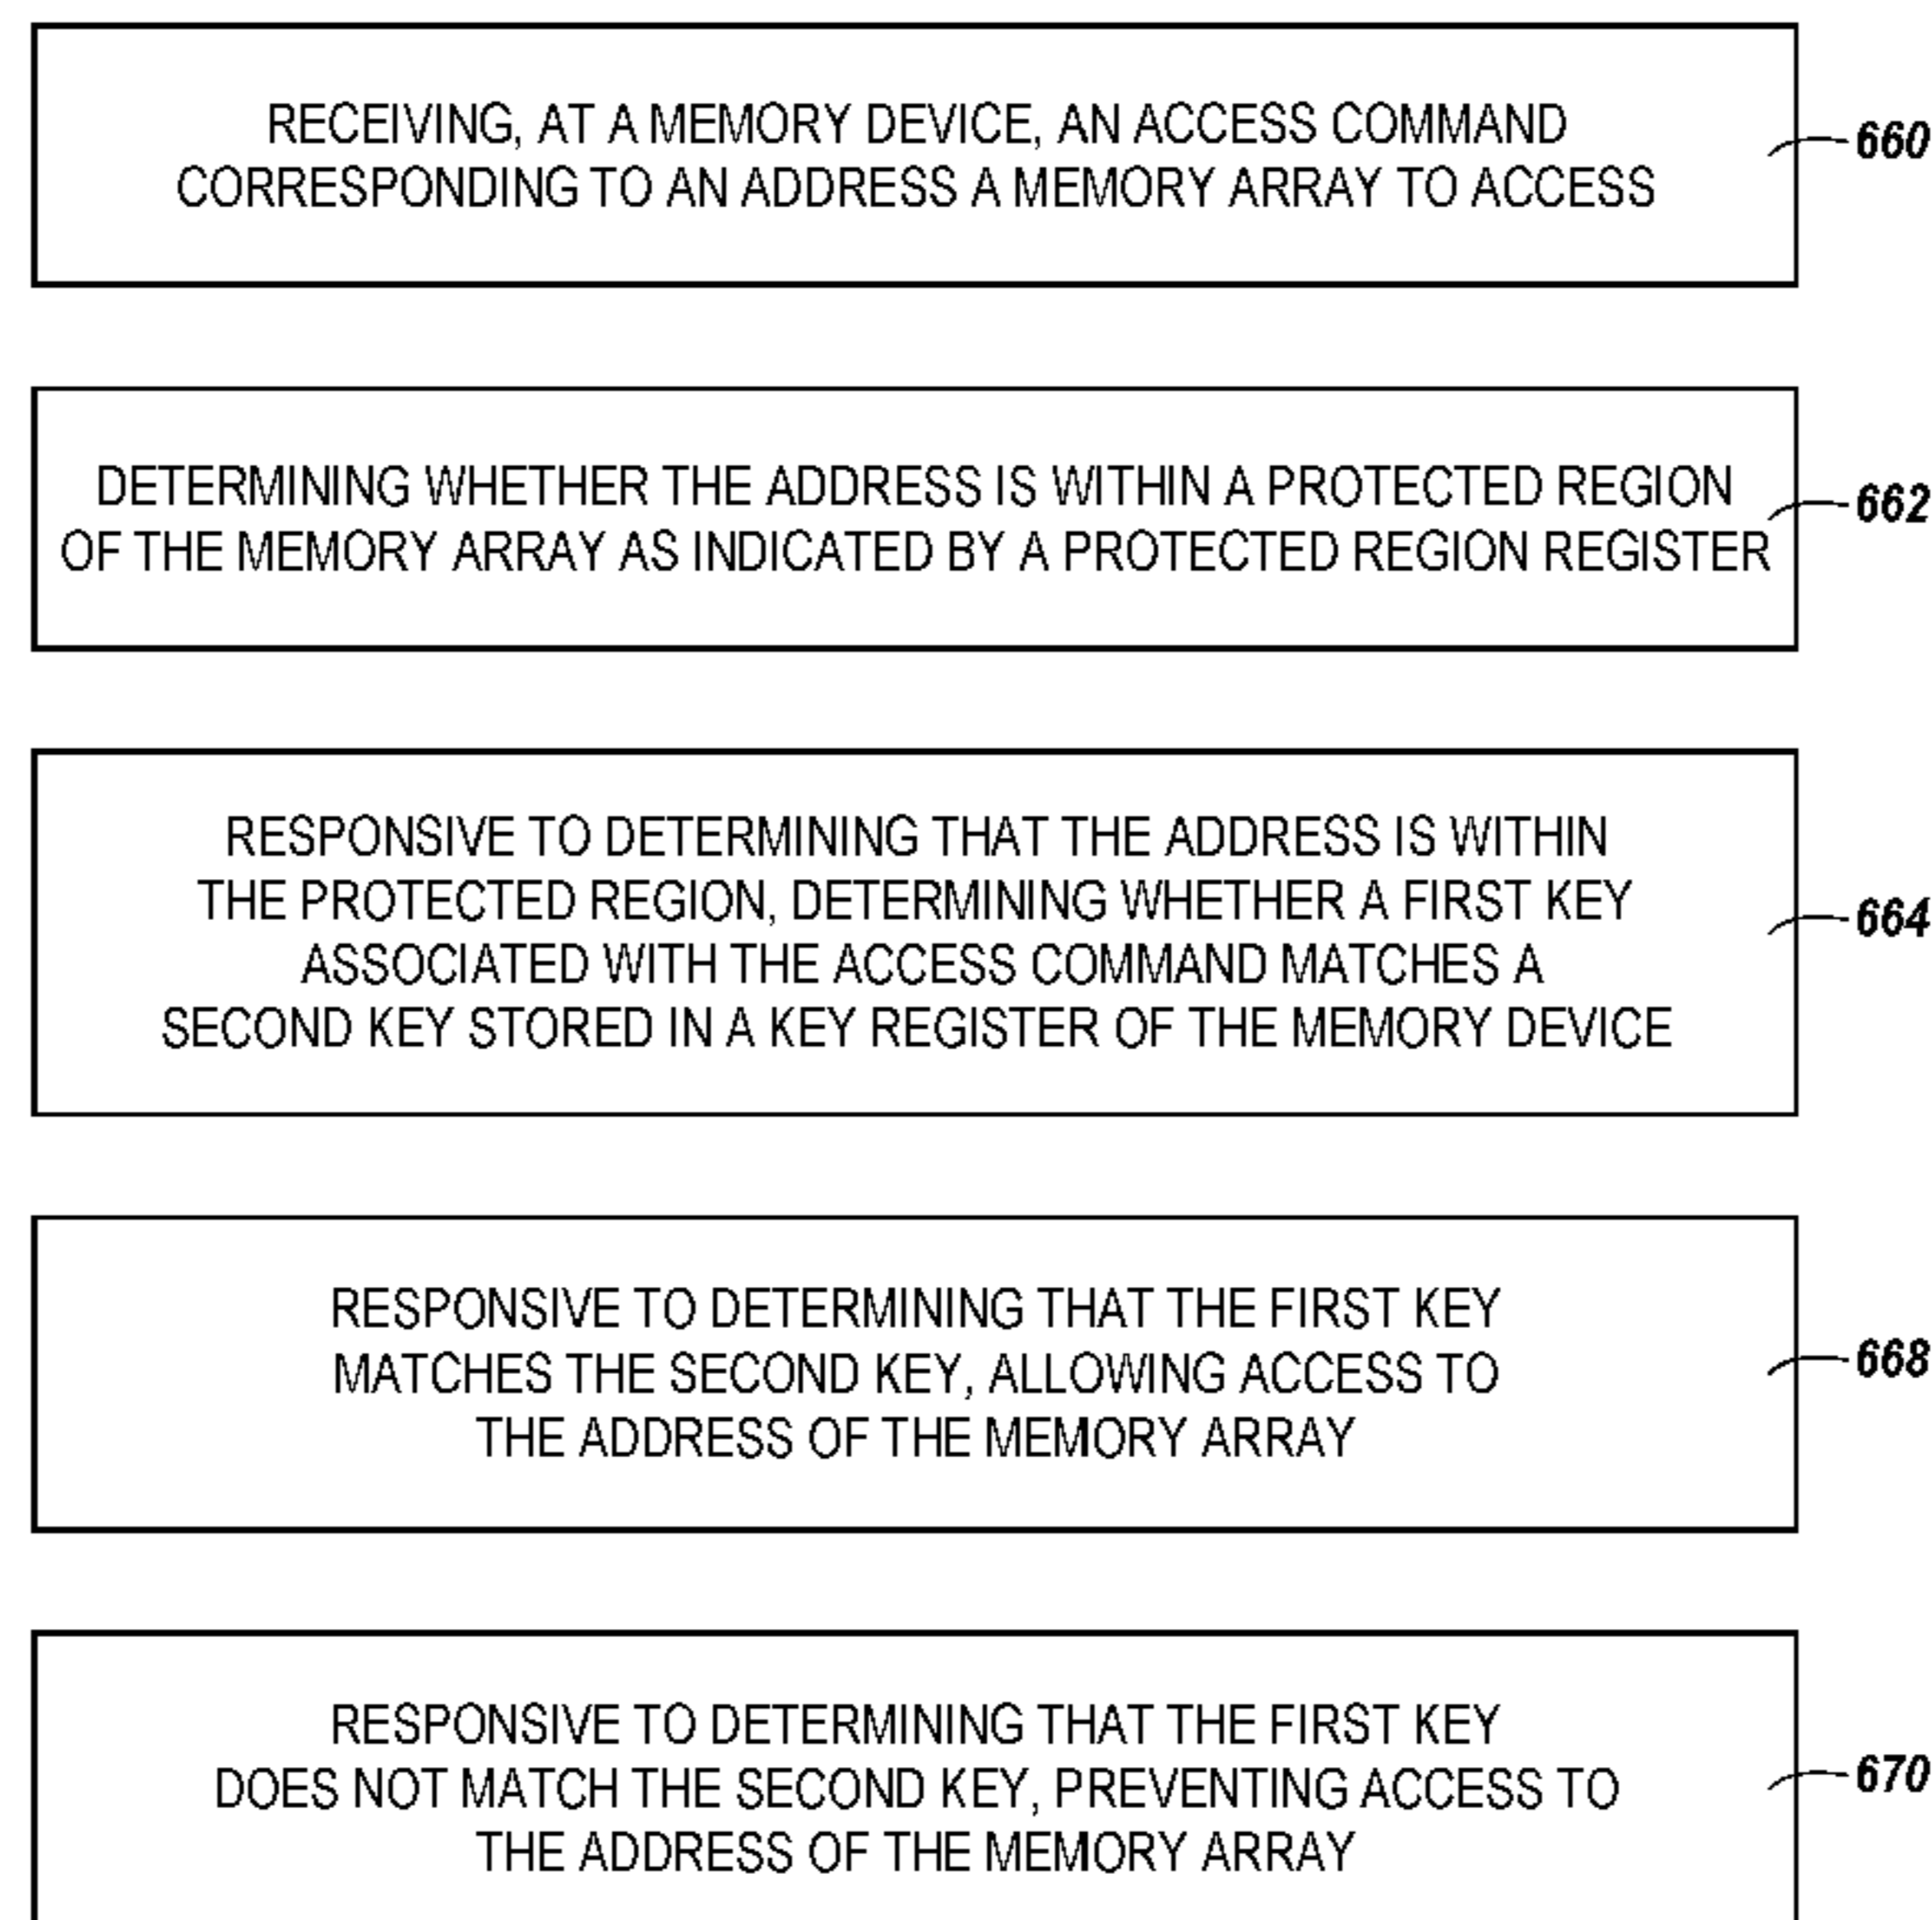 RECEIVING, AT A MEMORY DEVICE, AN ACCESS COMMAND
CORRESPONDING TO AN ADDRESS A MEMORY ARRAY TO ACCESS
660
DETERMINING WHETHER THE ADDRESS IS WITHIN A PROTECTED REGION
OF THE MEMORY ARRAY AS INDICATED BY A PROTECTED REGION REGISTER
662
RESPONSIVE TO DETERMINING THAT THE ADDRESS IS WITHIN
THE PROTECTED REGION, DETERMINING WHETHER A FIRST KEY
ASSOCIATED WITH THE ACCESS COMMAND MATCHES A
SECOND KEY STORED IN A KEY REGISTER OF THE MEMORY DEVICE
664
RESPONSIVE TO DETERMINING THAT THE FIRST KEY
MATCHES THE SECOND KEY, ALLOWING ACCESS TO
THE ADDRESS OF THE MEMORY ARRAY
668
RESPONSIVE TO DETERMINING THAT THE FIRST KEY
DOES NOT MATCH THE SECOND KEY, PREVENTING ACCESS TO
THE ADDRESS OF THE MEMORY ARRAY
670